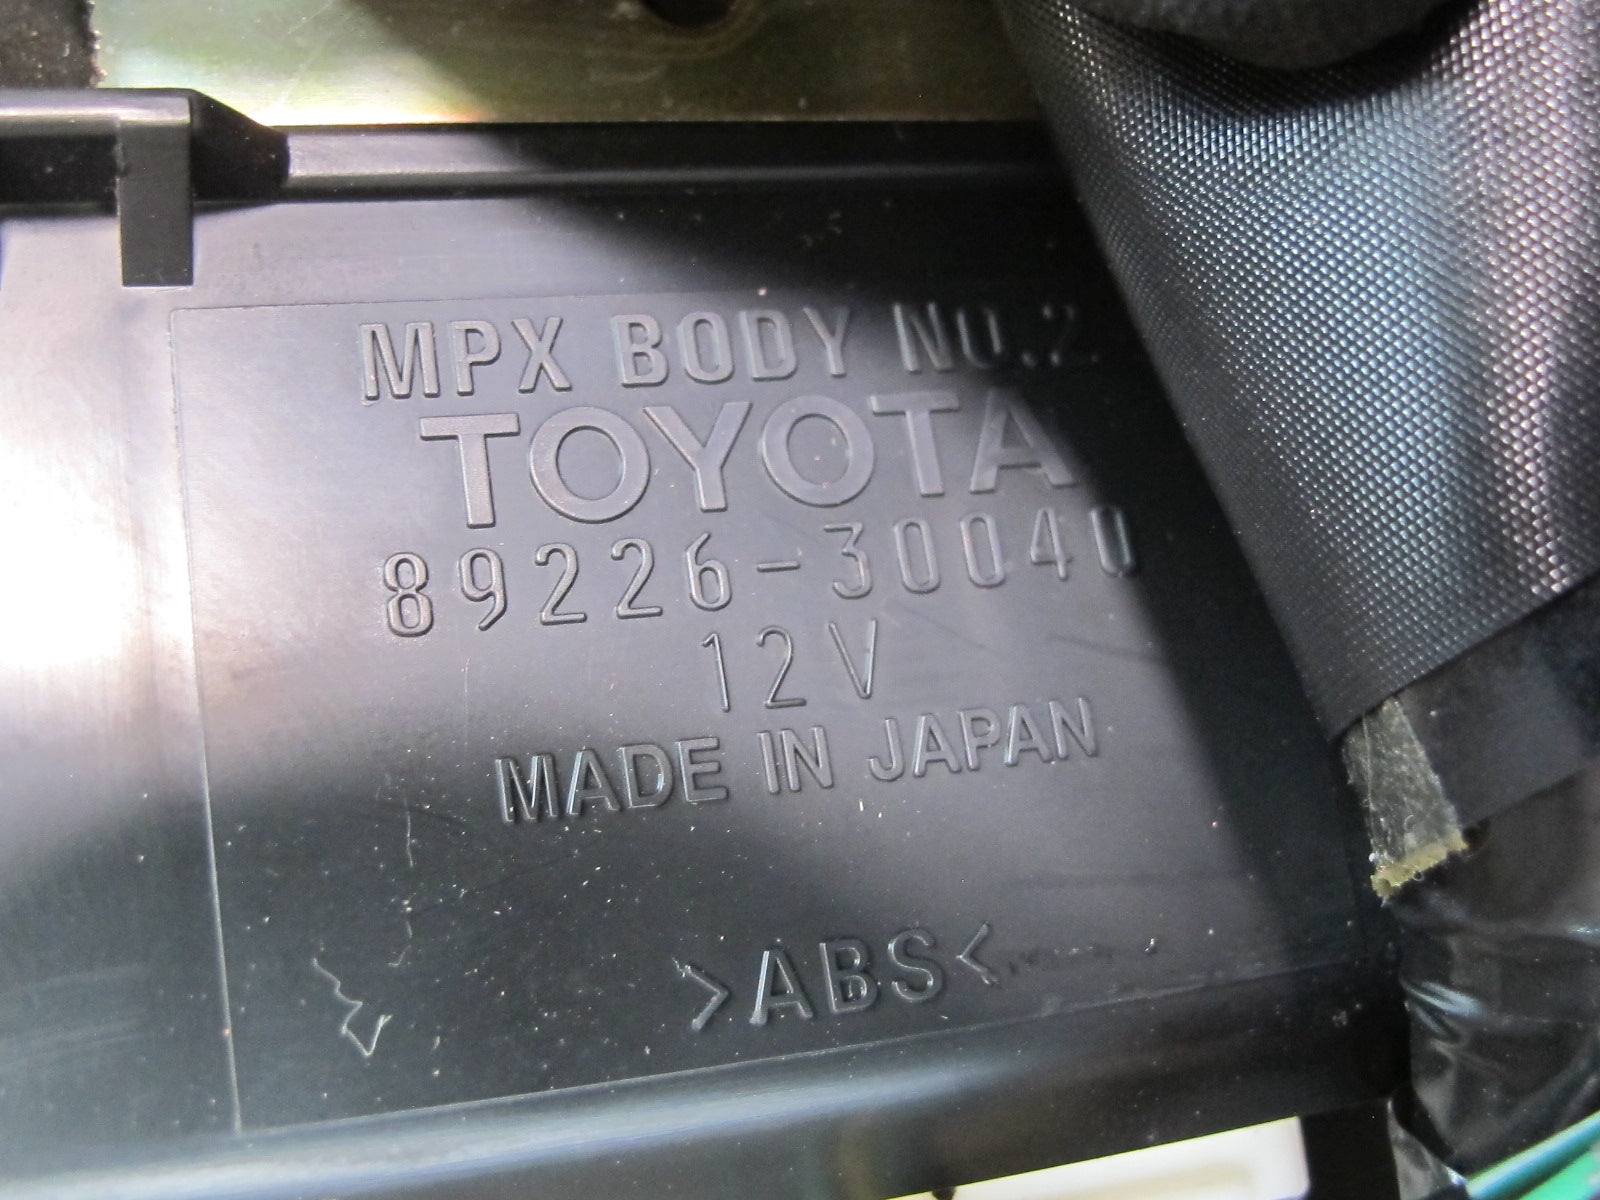 MPX BODY NO.2
TOYOTA
89226-30040
12V
MADE IN JAPAN
>ABS<